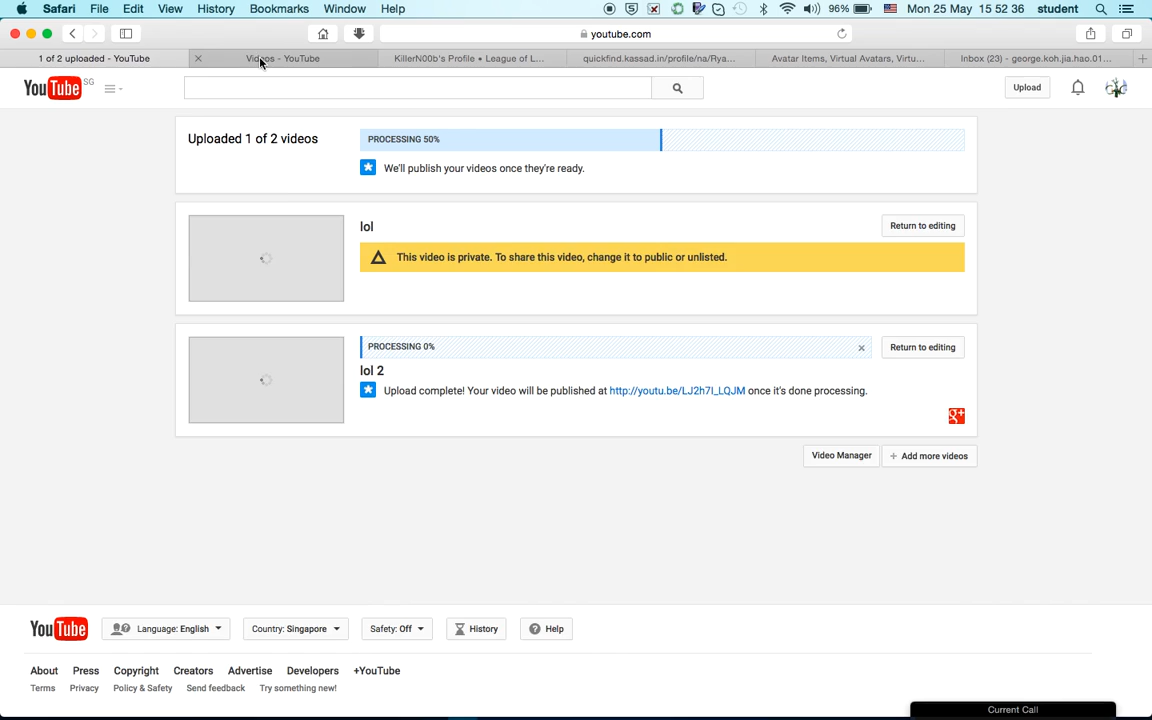 Safari File Edit View History Bookmarks Window Help 96% Mon 25 May 15 52 36 student
youtube.com
1 of 2 uploaded - YouTube Videos - YouTube KillerN00b's Profile • League of L... quickfind.kassad.in/profile/na/Rya... Avatar Items, Virtual Avatars, Virtu... Inbox (23) - george.koh.jia.hao.01...
YouTube SG Upload
Uploaded 1 of 2 videos PROCESSING 50%
We'll publish your videos once they're ready.
lol Return to editing
This video is private. To share this video, change it to public or unlisted.
PROCESSING 0% Return to editing
lol 2
Upload complete! Your video will be published at http://youtu.be/LJ2h7I_LQJM once it's done processing.
g+
Video Manager + Add more videos
YouTube Language: English Country: Singapore Safety: Off History Help
About Press Copyright Creators Advertise Developers +YouTube
Terms Privacy Policy & Safety Send feedback Try something new!
Current Call